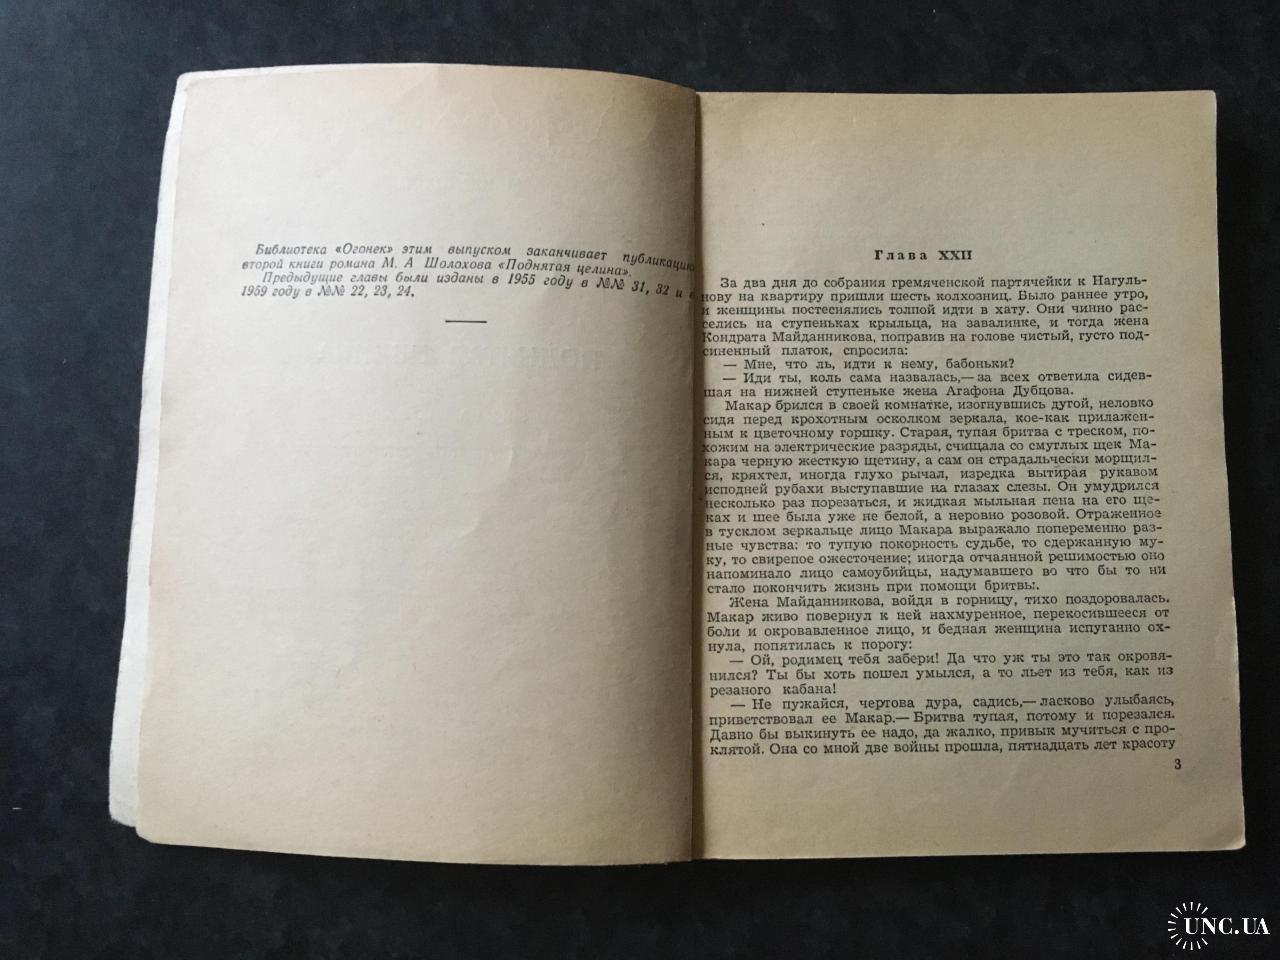 Библиотека «Огонек» этим выпуском заканчивает публикацию
второй книги романа М. А Шолохова «Поднятая целина».
Предыдущие главы были изданы в 1955 году в №№ 31, 32 и в
1959 году в №№ 22, 23, 24.
Глава XXII
За два дня до собрания гремяченской партячейки к Нагуль-
нову на квартиру пришли шесть колхозниц. Было раннее утро,
и женщины постеснялись толпой идти в хату. Они чинно рас-
селись на ступеньках крыльца, на завалинке, и тогда жена
Кондрата Майданникова, поправив на голове чистый, густо под-
синенный платок, спросила:
— Мне, что ль, идти к нему, бабоньки?
— Иди ты, коль сама назвалась,— за всех ответила сидев-
шая на нижней ступеньке жена Агафона Дубцова.
Макар брился в своей комнатке, изогнувшись дугой, неловко
сидя перед крохотным осколком зеркала, кое-как прилажен-
ным к цветочному горшку. Старая, тупая бритва с треском, по-
хожим на электрические разряды, счищала со смуглых щек Ма-
кара черную жесткую щетину, а сам он страдальчески морщил-
ся, кряхтел, иногда глухо рычал, изредка вытирая рукавом
исподней рубахи выступавшие на глазах слезы. Он умудрился
несколько раз порезаться, и жидкая мыльная пена на его ще-
ках и шее была уже не белой, а неровно розовой. Отраженное
в тусклом зеркальце лицо Макара выражало попеременно раз-
ные чувства: то тупую покорность судьбе, то сдержанную му-
ку, то свирепое ожесточение; иногда отчаянной решимостью оно
напоминало лицо самоубийцы, надумавшего во что бы то ни
стало покончить жизнь при помощи бритвы.
Жена Майданникова, войдя в горницу, тихо поздоровалась.
Макар живо повернул к ней нахмуренное, перекосившееся от
боли и окровавленное лицо, и бедная женщина испуганно ох-
нула, попятилась к порогу:
— Ой, родимец тебя забери! Да что уж ты это так окровя-
нился? Ты бы хоть пошел умылся, а то льет из тебя, как из
резаного кабана!
— Не пужайся, чертова дура, садись,— ласково улыбаясь,
приветствовал ее Макар.— Бритва тупая, потому и порезался.
Давно бы выкинуть ее надо, да жалко, привык мучиться с про-
клятой. Она со мной две войны прошла, пятнадцать лет красоту
3
UNC.UA